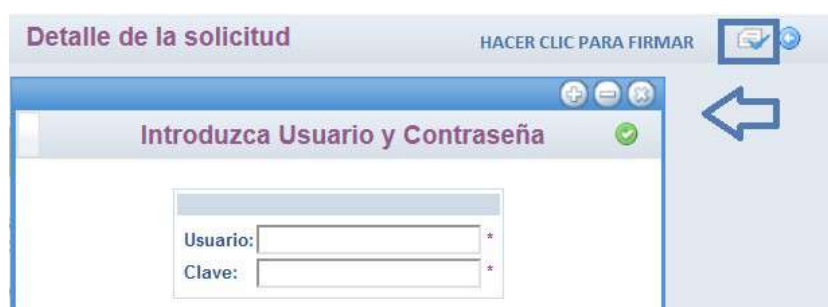 Detalle de la solicitud
HACER CLIC PARA FIRMAR
Introduzca Usuario y Contraseña
Usuario: *
Clave: *